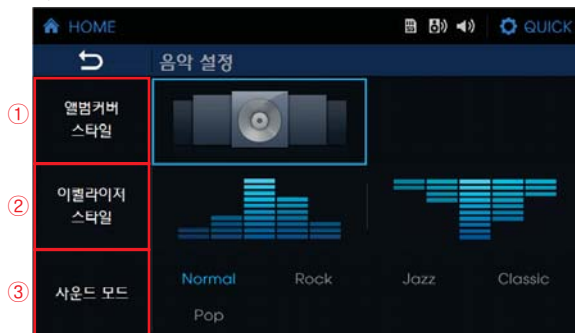 HOME
QUICK
음악 설정
① 앨범커버
스타일
② 이퀄라이저
스타일
③ 사운드 모드
Normal Rock Jazz Classic
Pop